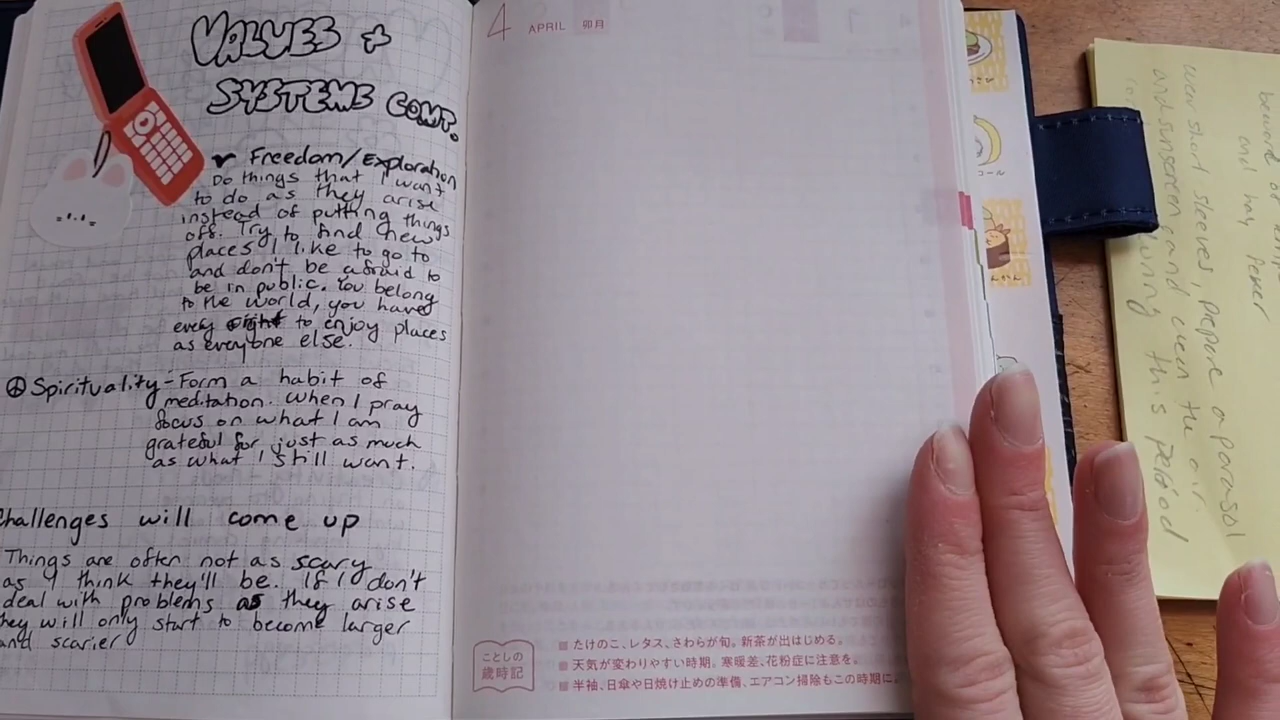 VALUES +
SYSTEMS CONT.
Freedom/Exploration
Do things that I want
to do as they arise
instead of putting things
off. Try to find new
places I like to go to
and don't be afraid to
be in public. You belong
to the world, you have
every right to enjoy places
as everyone else.
Spirituality - Form a habit of
meditation. When I pray
focus on what I am
grateful for just as much
as what I still want.
Challenges will come up
Things are often not as scary
as I think they'll be. If I don't
deal with problems as they arise
they will only start to become larger
and scarier
4 APRIL 卯月
ことしの
歳時記
たけのこ、レタス、さわらが旬。新茶が出はじめる。
天気が変わりやすい時期。寒暖差、花粉症に注意を。
半袖、日傘や日焼け止めの準備、エアコン掃除もこの時期に
コール
beware of
and hay fever
wear short sleeves, prepare a parasol
and sunscreen, and clean the air
during this period